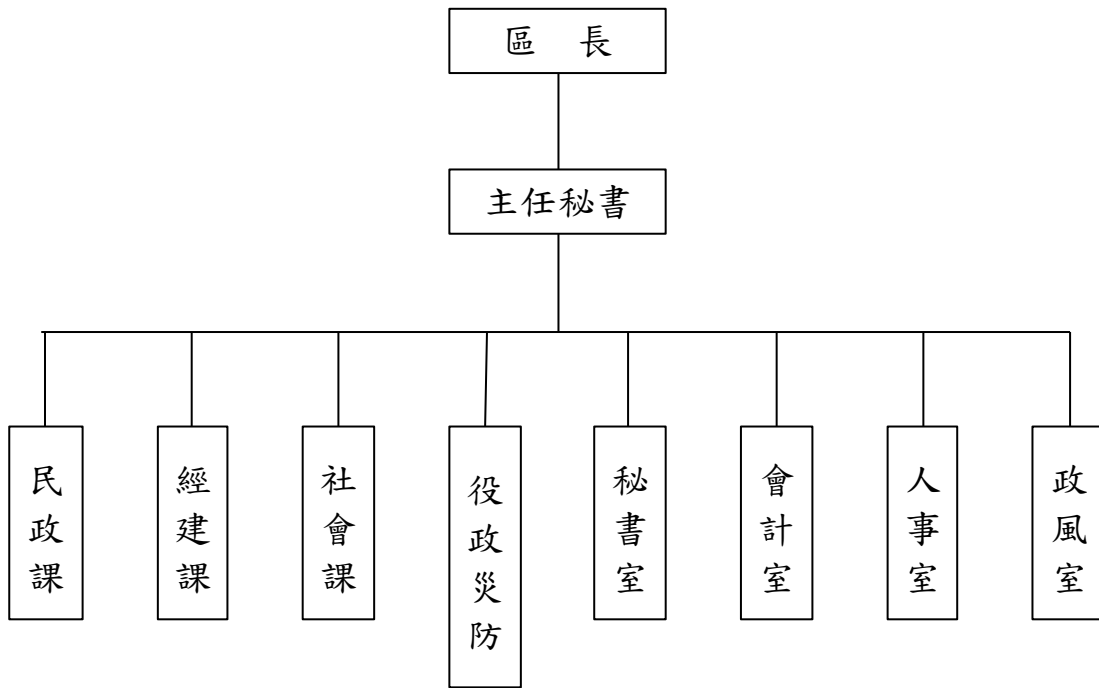 區 長
主任秘書
民政課
經建課
社會課
役政災防
秘書室
會計室
人事室
政風室